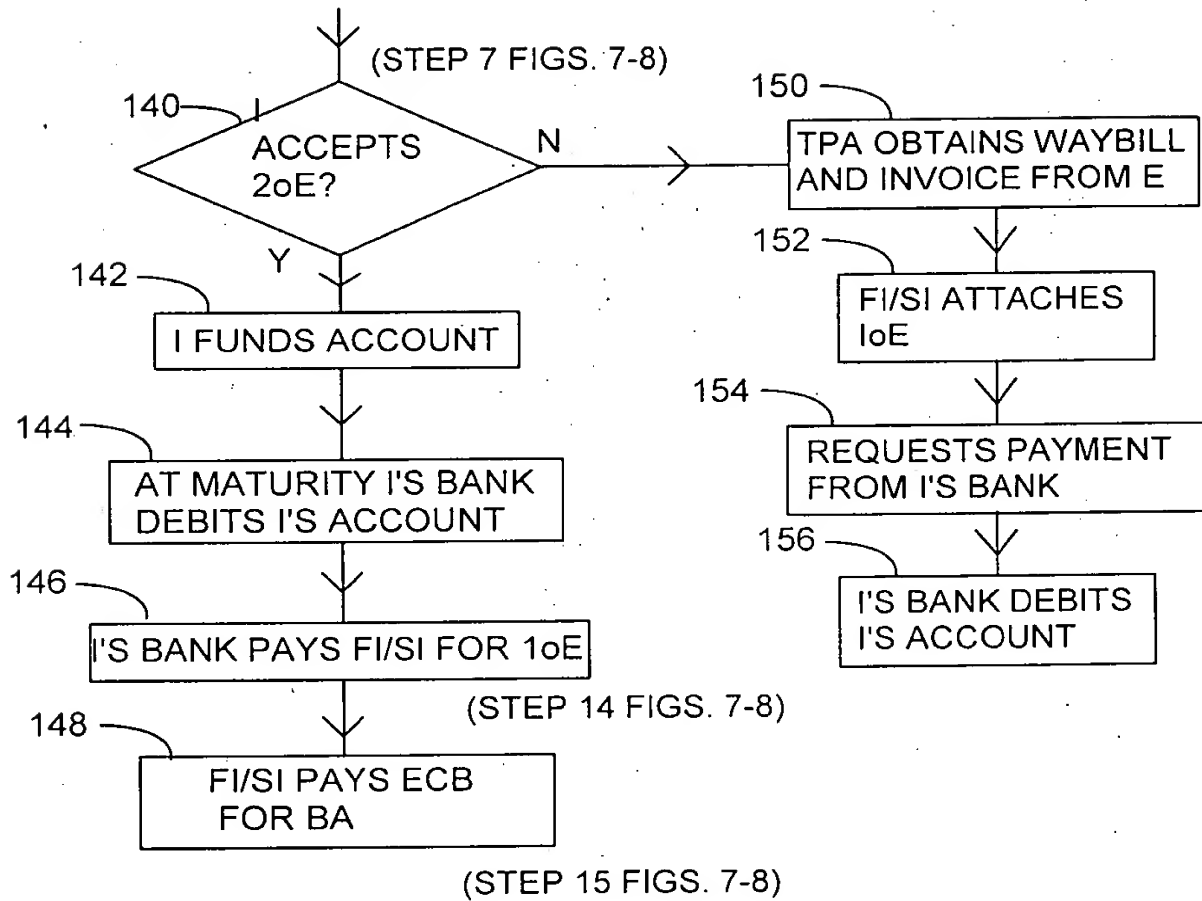 (STEP 7 FIGS. 7-8)
140
I
ACCEPTS
2oE?
N
Y
142
I FUNDS ACCOUNT
144
AT MATURITY I'S BANK
DEBITS I'S ACCOUNT
146
I'S BANK PAYS FI/SI FOR 1oE
(STEP 14 FIGS. 7-8)
148
FI/SI PAYS ECB
FOR BA
(STEP 15 FIGS. 7-8)
150
TPA OBTAINS WAYBILL
AND INVOICE FROM E
152
FI/SI ATTACHES
IoE
154
REQUESTS PAYMENT
FROM I'S BANK
156
I'S BANK DEBITS
I'S ACCOUNT